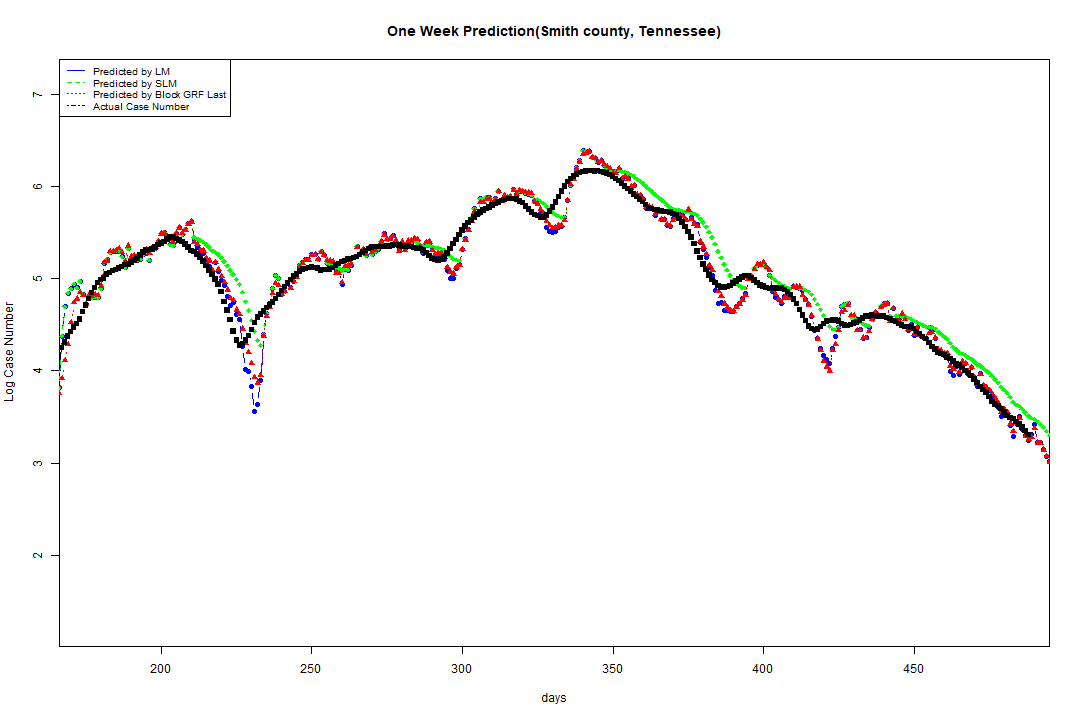 One Week Prediction(Smith county, Tennessee)
Predicted by LM
Predicted by SLM
Predicted by Block GRF Last
Actual Case Number
7
6
5
4
3
2
Log Case Number
200 250 300 350 400 450
days